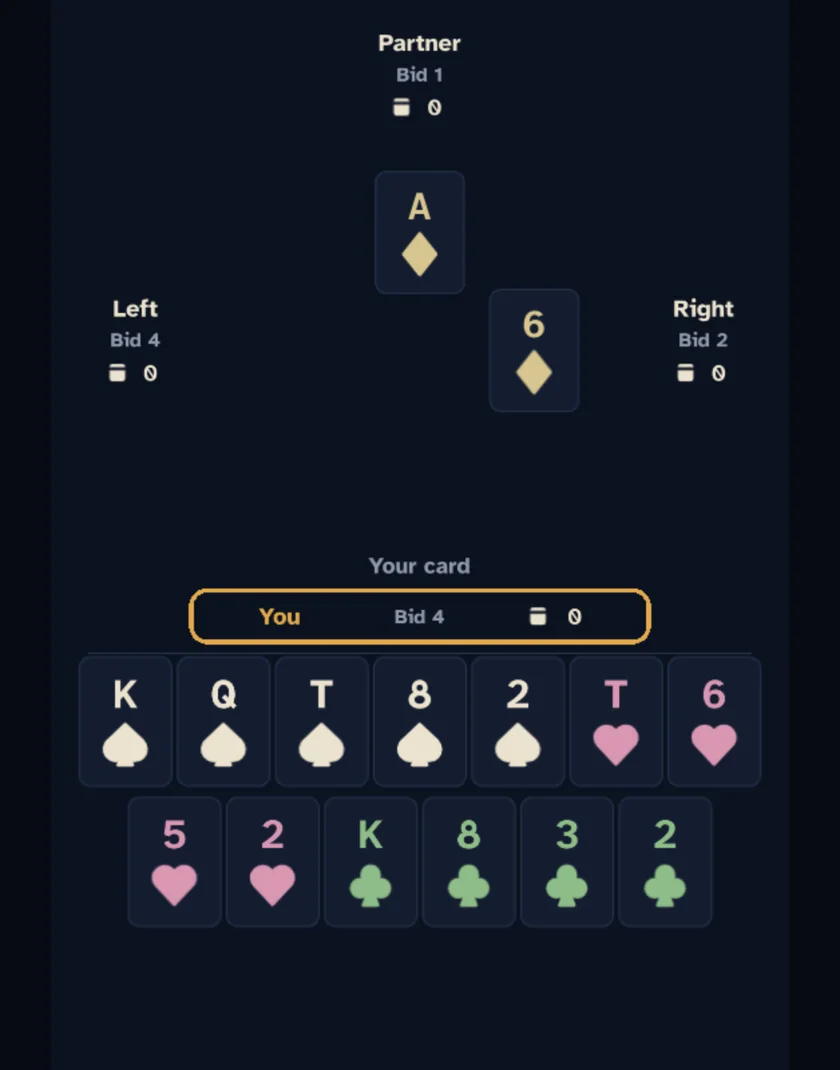 Partner
Bid 1
0
A
Left
Bid 4
0
6
Right
Bid 2
0
Your card
You Bid 4 0
K Q T 8 2 T 6
5 2 K 8 3 2